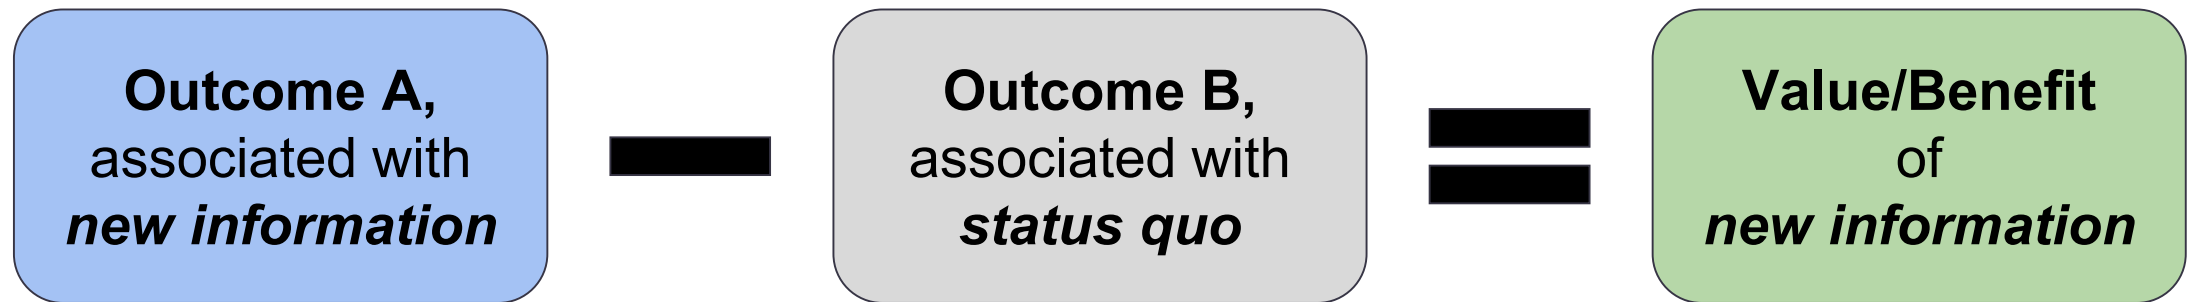 Outcome A,
associated with
new information
Outcome B,
associated with
status quo
Value/Benefit
of
new information